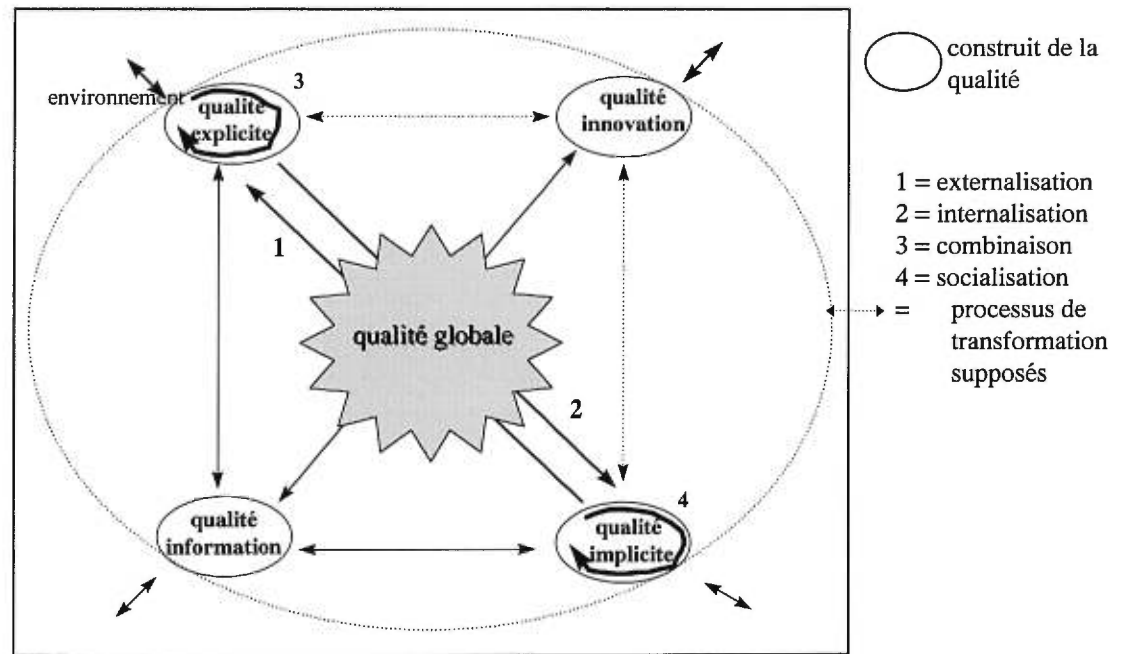 3
environnement
qualité
explicite
qualité
innovation
1
qualité globale
2
qualité
information
4
qualité
implicite
construit de la
qualité
1 = externalisation
2 = internalisation
3 = combinaison
4 = socialisation
= processus de
transformation
supposés